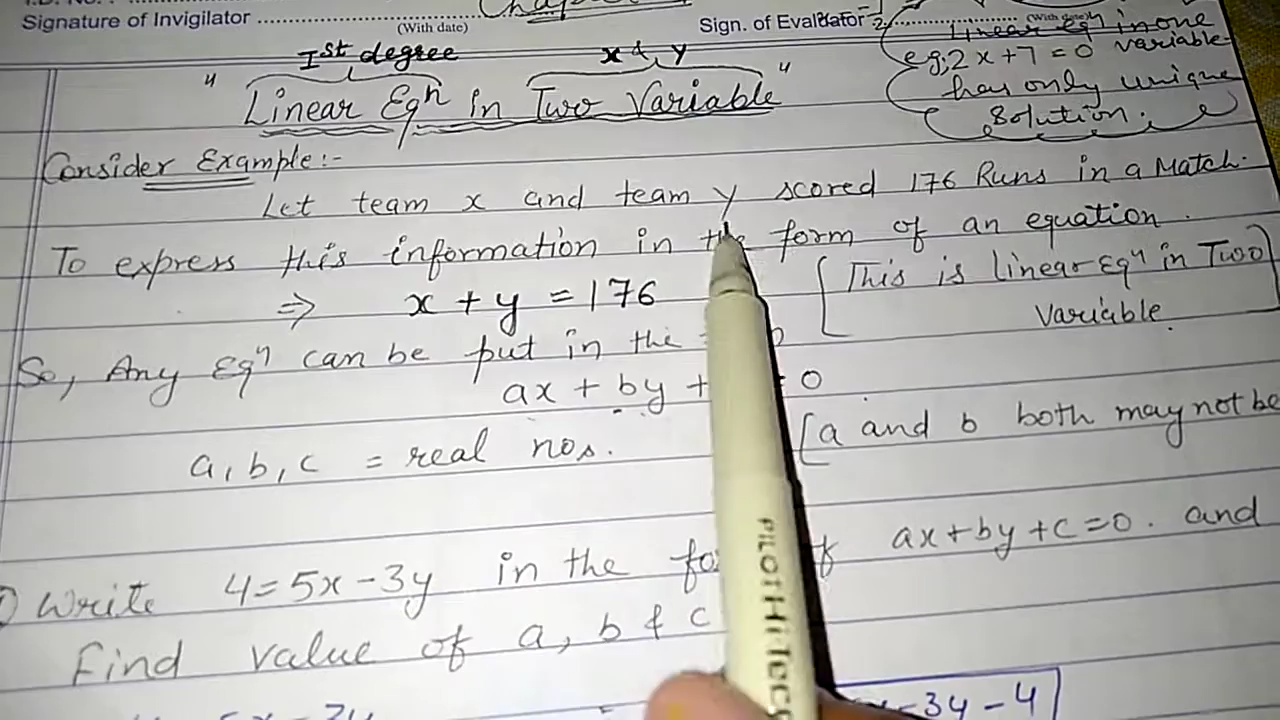 Signature of Invigilator
(With date)
Sign. of Evaluator
(With date)
Linear Eqn in one
eg; 2x+7=0 variable
has only unique
solution.
Ist degree
x & y
" Linear Eqn in Two Variable "
Consider Example:-
Let team x and team y scored 176 Runs in a Match.
To express this information in the form of an equation.
⇒ x + y = 176
[This is linear Eqn in Two
Variable]
So, Any Eqn can be put in the
ax + by + 0
a, b, c = real nos.
[a and b both may not be
Write 4=5x-3y in the of ax+by+c=0. and
Find value of a, b & c
-3y-4